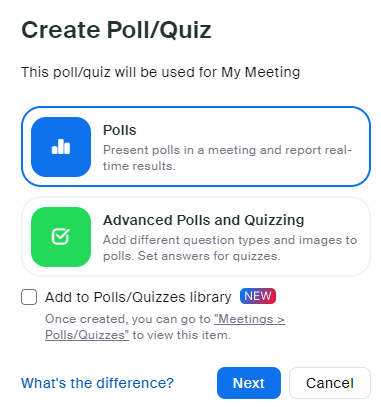 Create Poll/Quiz
This poll/quiz will be used for My Meeting
Polls
Present polls in a meeting and report real-
time results.
Advanced Polls and Quizzing
Add different question types and images to
polls. Set answers for quizzes.
Add to Polls/Quizzes library NEW
Once created, you can go to "Meetings >
Polls/Quizzes" to view this item.
What's the difference? Next Cancel